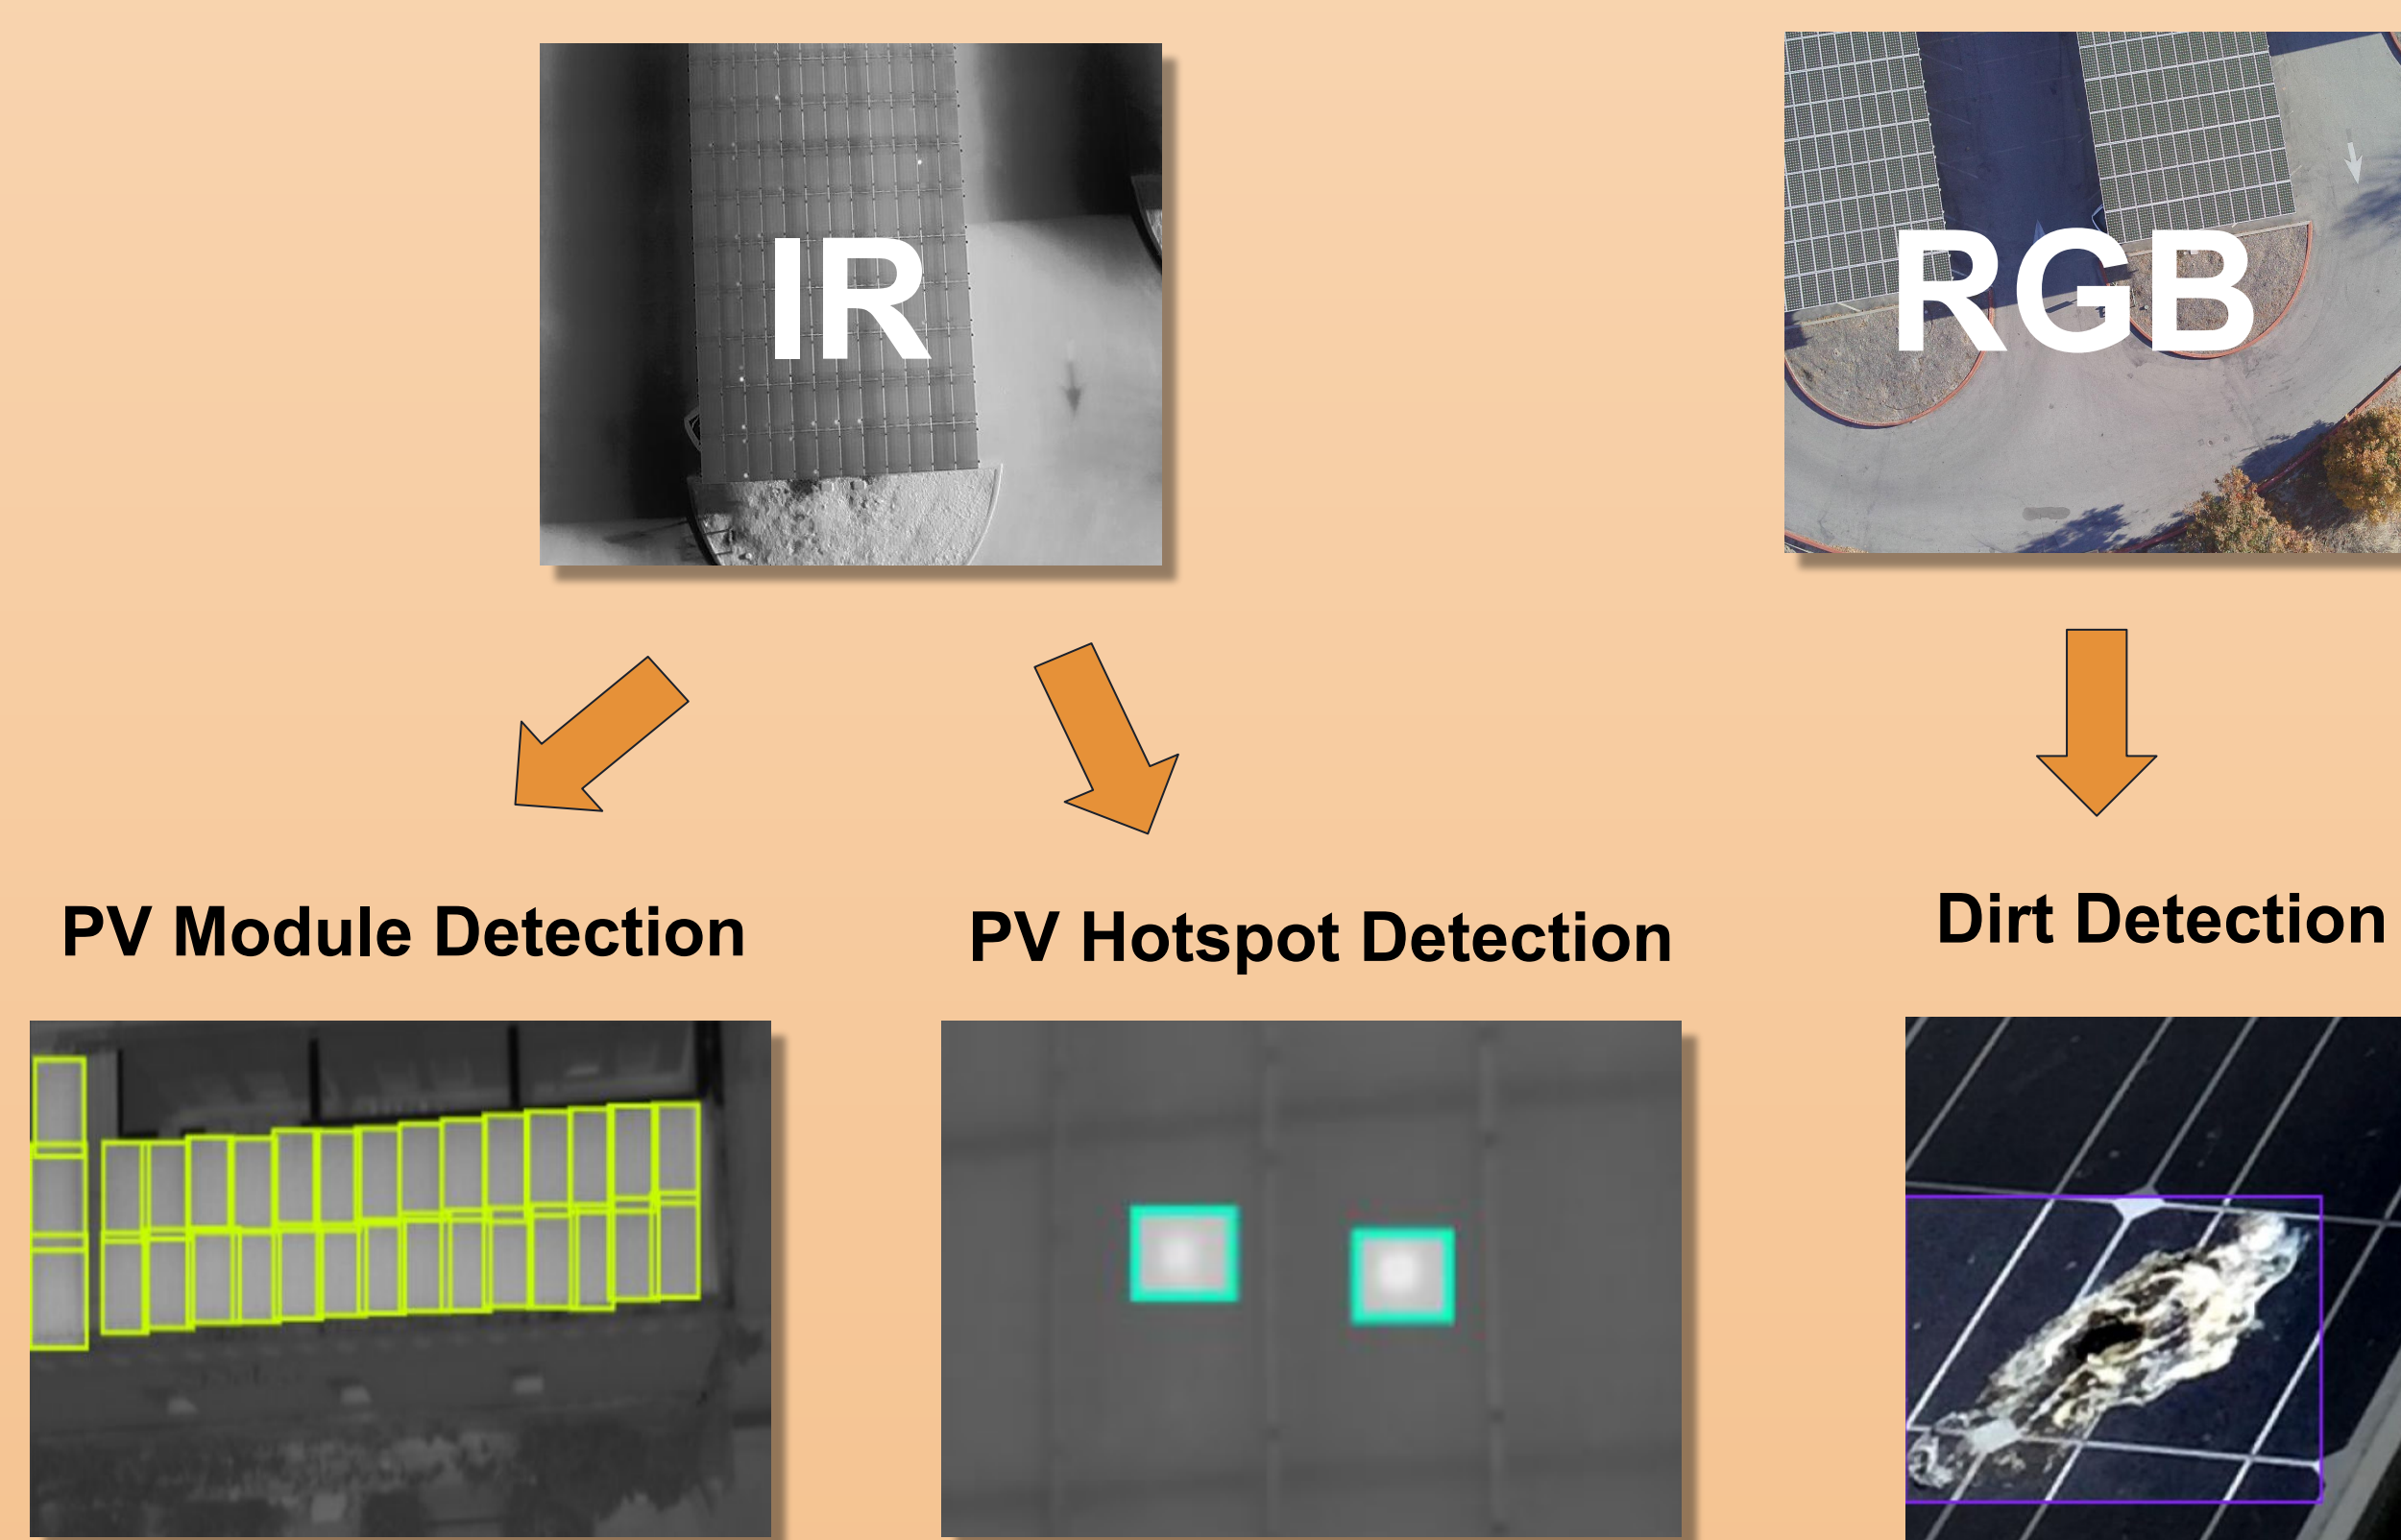 IR
RGB
PV Module Detection
PV Hotspot Detection
Dirt Detection